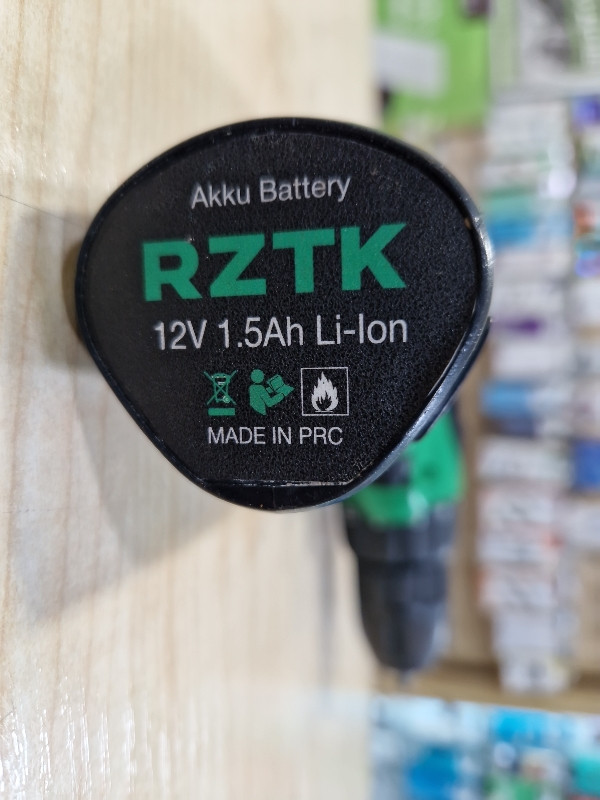 Akku Battery
RZTK
12V 1.5Ah Li-Ion
MADE IN PRC